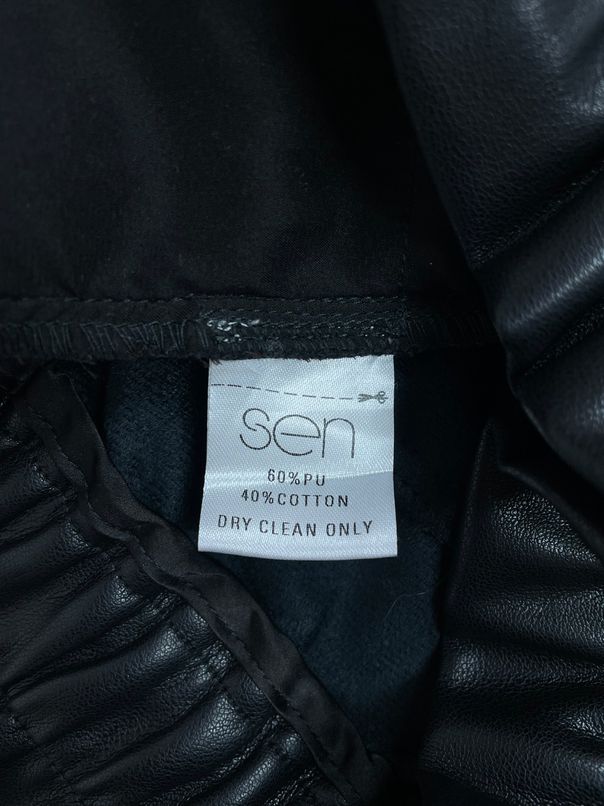 sen
60%PU
40%COTTON
DRY CLEAN ONLY